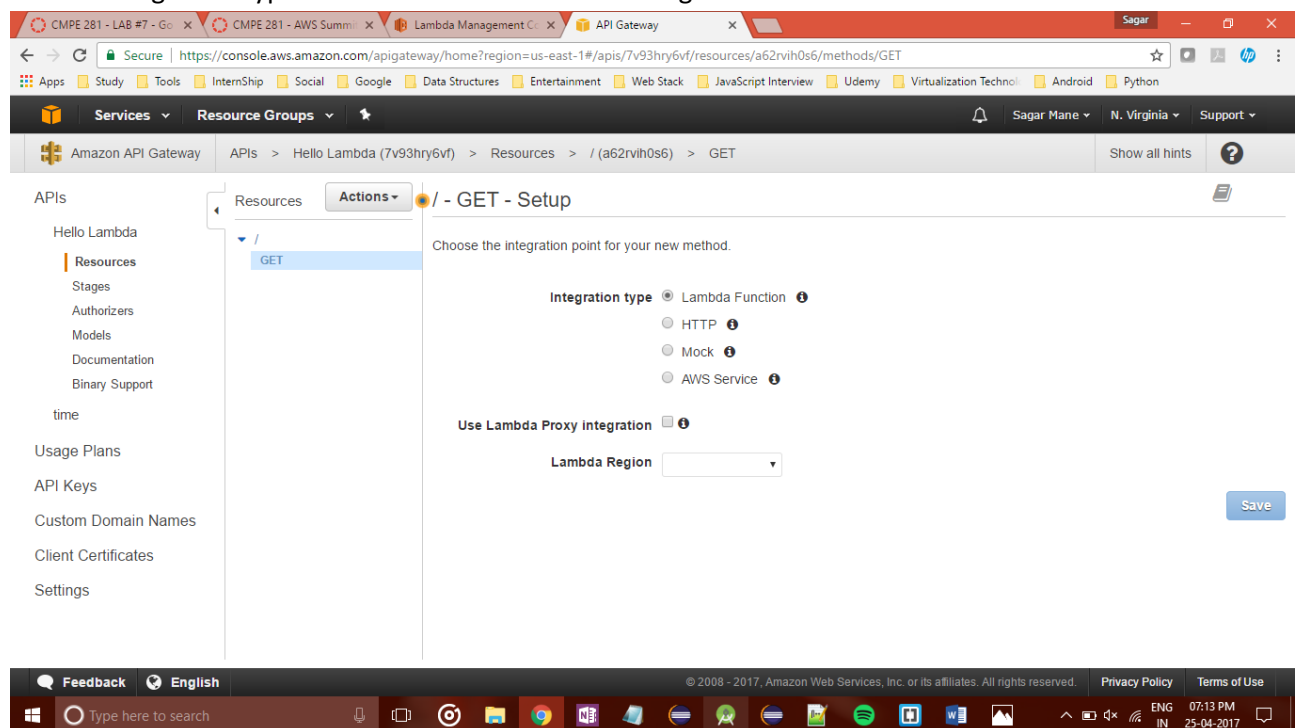 CMPE 281 - LAB #7 - Go
CMPE 281 - AWS Summi
Lambda Management Co
API Gateway
Sagar
Secure | https://console.aws.amazon.com/apigateway/home?region=us-east-1#/apis/7v93hry6vf/resources/a62rvih0s6/methods/GET
Apps Study Tools InternShip Social Google Data Structures Entertainment Web Stack JavaScript Interview Udemy Virtualization Technol Android Python
Services Resource Groups Sagar Mane N. Virginia Support
Amazon API Gateway APIs > Hello Lambda (7v93hry6vf) > Resources > / (a62rvih0s6) > GET Show all hints
APIs
Hello Lambda
Resources
Stages
Authorizers
Models
Documentation
Binary Support
time
Usage Plans
API Keys
Custom Domain Names
Client Certificates
Settings
Resources Actions
/
GET
/ - GET - Setup
Choose the integration point for your new method.
Integration type Lambda Function
HTTP
Mock
AWS Service
Use Lambda Proxy integration
Lambda Region
Save
Feedback English © 2008 - 2017, Amazon Web Services, Inc. or its affiliates. All rights reserved. Privacy Policy Terms of Use
Type here to search
ENG 07:13 PM
IN 25-04-2017